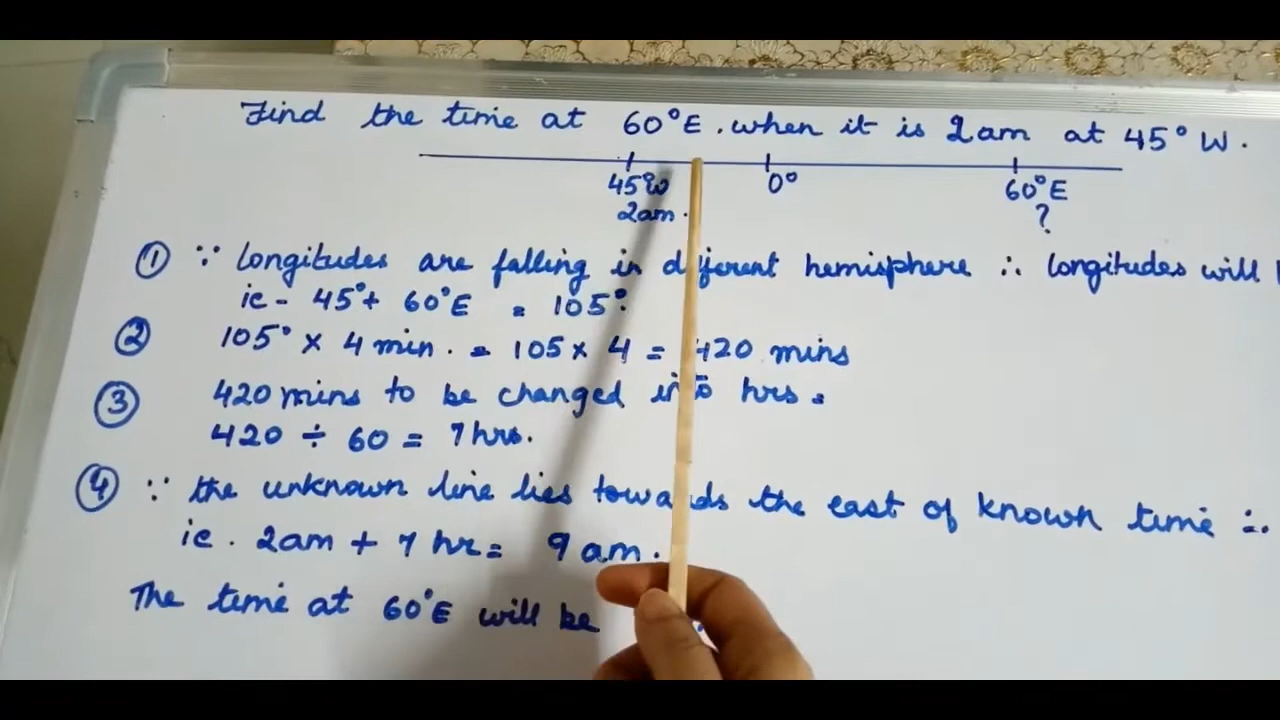 Find the time at 60°E. when it is 2am at 45° W.
45°W 0° 60°E
2am. ?
① ∵ longitudes are falling in different hemisphere ∴ longitudes will
ie - 45°+ 60°E = 105°.
② 105° × 4 min. = 105 × 4 = 420 mins
③ 420 mins to be changed into hrs.
420 ÷ 60 = 7 hrs.
④ ∵ the unknown line lies towards the east of known time ∴
ie. 2am + 7 hr = 9 am.
The time at 60°E will be